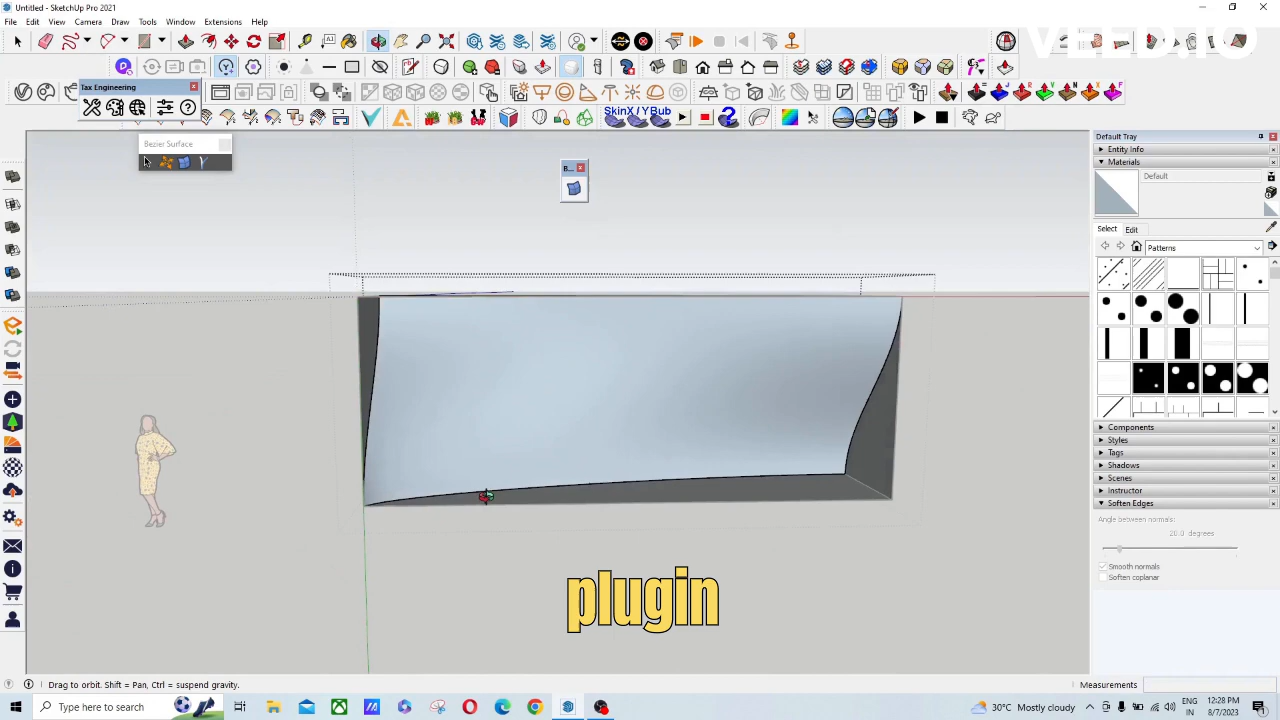 Untitled - SketchUp Pro 2021
File Edit View Camera Draw Tools Window Extensions Help
VEED.IO
Tax Engineering
SkinX / YBub
Bezier Surface
B...
Default Tray
Entity Info
Materials
Default
Select Edit
Patterns
Components
Styles
Tags
Shadows
Scenes
Instructor
Soften Edges
Angle between normals:
20.0 degrees
Smooth normals
Soften coplanar
plugin
Drag to orbit. Shift = Pan, Ctrl = suspend gravity.
Measurements
Type here to search
30°C Mostly cloudy
ENG
IN
12:28 PM
8/7/2023